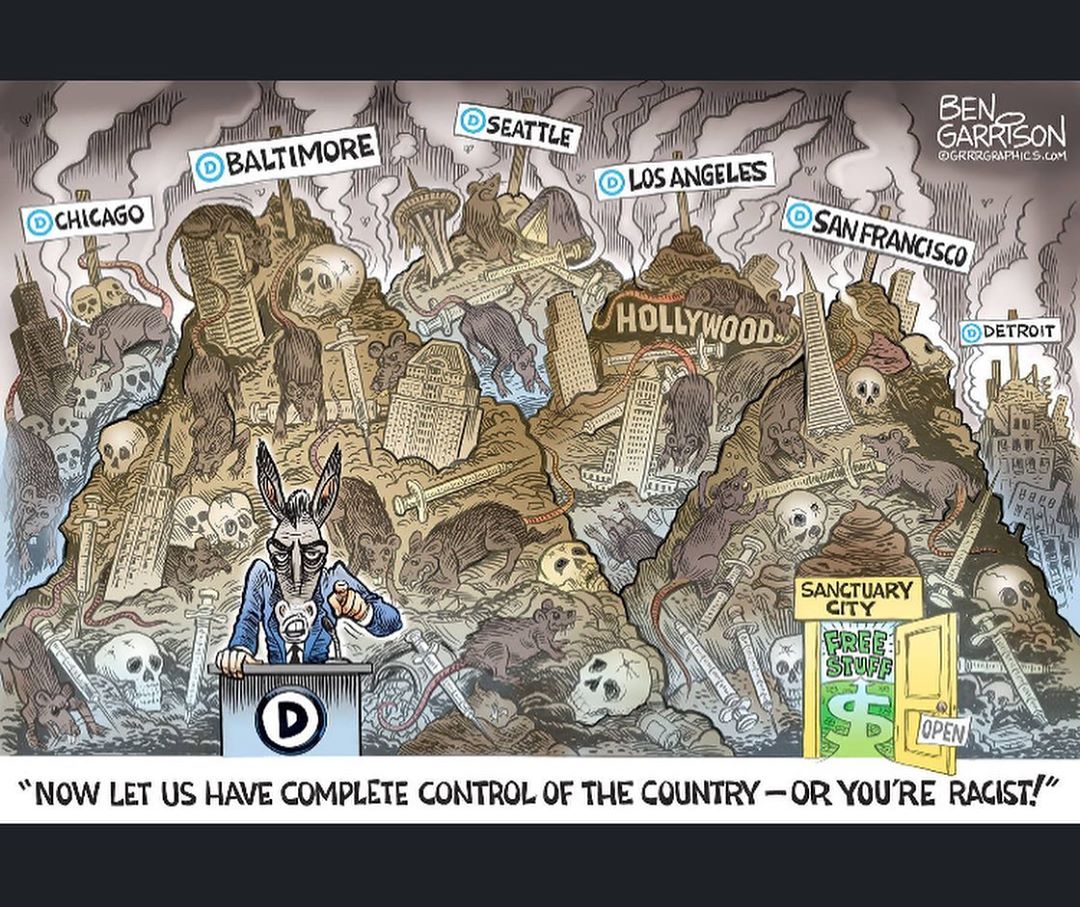 BEN GARRISON
©GRRRGRAPHICS.COM
D SEATTLE
D BALTIMORE
D LOS ANGELES
D CHICAGO
D SAN FRANCISCO
HOLLYWOOD
D DETROIT
SANCTUARY
CITY
FREE
STUFF
$
OPEN
D
"NOW LET US HAVE COMPLETE CONTROL OF THE COUNTRY – OR YOU'RE RACIST!"